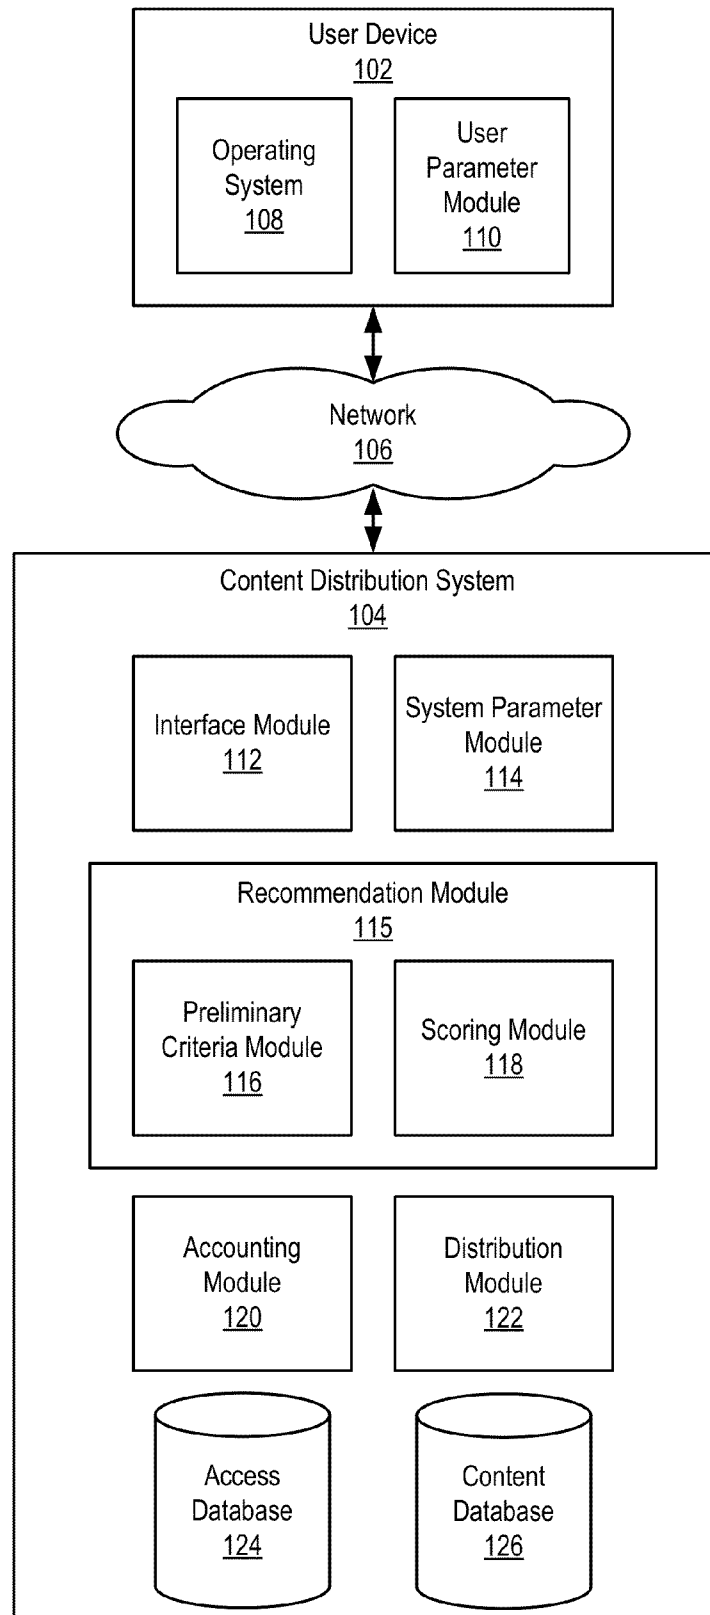 User Device
102
Operating
System
108
User
Parameter
Module
110
Network
106
Content Distribution System
104
Interface Module
112
System Parameter
Module
114
Recommendation Module
115
Preliminary
Criteria Module
116
Scoring Module
118
Accounting
Module
120
Distribution
Module
122
Access
Database
124
Content
Database
126